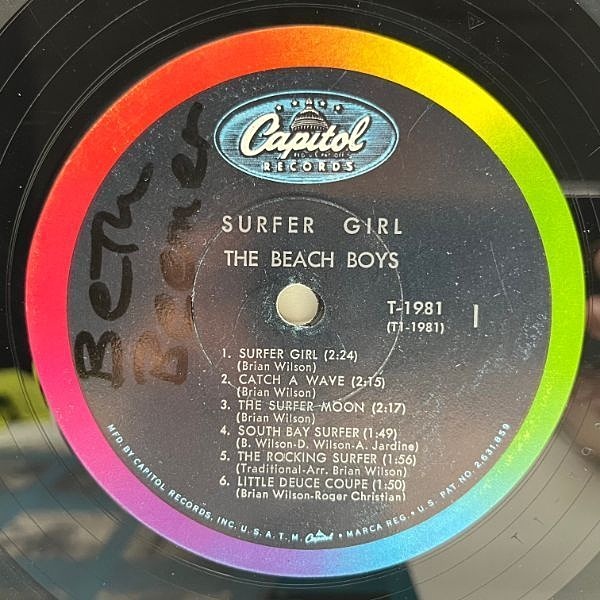 Capitol
RECORDS
SURFER GIRL
THE BEACH BOYS
T-1981
(T1-1981)
1
1. SURFER GIRL (2:24)
(Brian Wilson)
2. CATCH A WAVE (2:15)
(Brian Wilson)
3. THE SURFER MOON (2:17)
(Brian Wilson)
4. SOUTH BAY SURFER (1:49)
(B. Wilson-D. Wilson-A. Jardine)
5. THE ROCKING SURFER (1:56)
(Traditional-Arr. Brian Wilson)
6. LITTLE DEUCE COUPE (1:50)
(Brian Wilson-Roger Christian)
MFD. BY CAPITOL RECORDS, INC. U.S.A. T.M. Capitol MARCA REG. • U.S. PAT. NO. 2,631,859
BETH